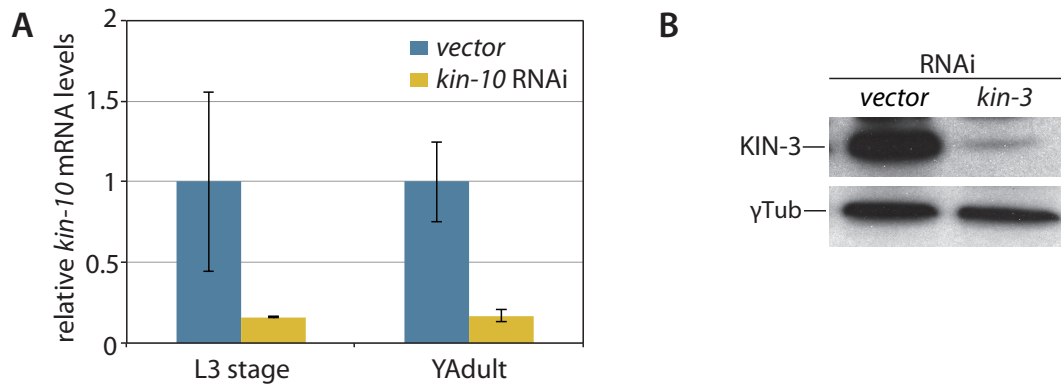 A
relative kin-10 mRNA levels
2
1.5
1
0.5
0
vector
kin-10 RNAi
L3 stage
YAdult
B
RNAi
vector kin-3
KIN-3
γTub